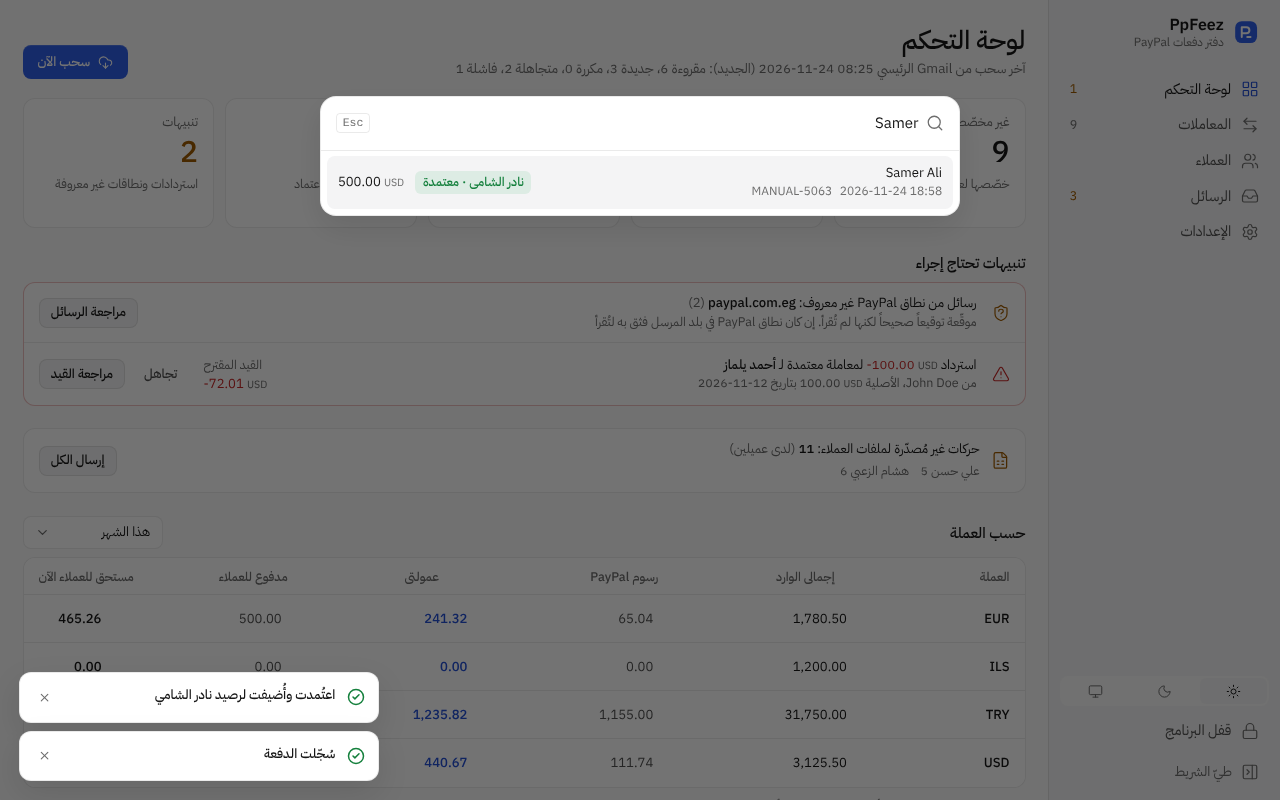 PpFeez
دفتر دفعات PayPal
لوحة التحكم
1
المعاملات
9
العملاء
الرسائل
3
الإعدادات
قفل البرنامج
طيّ الشريط
لوحة التحكم
آخر سحب من Gmail الرئيسي 08:25 24-11-2026 (الجديد): مقروءة 6، جديدة 3، مكررة 0، متجاهلة 2، فاشلة 1
سحب الآن
Samer
Esc
Samer Ali
2026-11-24 18:58 MANUAL-5063
نادر الشامي · معتمدة
500.00 USD
غير مخصّصة
9
تنبيهات
2
استردادات ونطاقات غير معروفة
تنبيهات تحتاج إجراء
رسائل من نطاق PayPal غير معروف: paypal.com.eg (2)
موقّعة توقيعاً صحيحاً لكنها لم تُقرأ. إن كان نطاق PayPal في بلد المرسل فثق به لتُقرأ
مراجعة الرسائل
استرداد -100.00 USD لمعاملة معتمدة لـ أحمد يلماز
من John Doe، الأصلية 100.00 USD بتاريخ 2026-11-12
القيد المقترح
-72.01 USD
تجاهل
مراجعة القيد
حركات غير مُصدّرة لملفات العملاء: 11 (لدى عميلين)
علي حسن 5 هشام الزعبي 6
إرسال الكل
حسب العملة
هذا الشهر
العملة إجمالي الوارد رسوم PayPal عمولتي مدفوع للعملاء مستحق للعملاء الآن
EUR 1,780.50 65.04 241.32 500.00 465.26
ILS 1,200.00 0.00 0.00 0.00 0.00
TRY 31,750.00 1,155.00 1,235.82
USD 3,125.50 111.74 440.67
اعتُمدت وأُضيفت لرصيد نادر الشامي
سُجّلت الدفعة